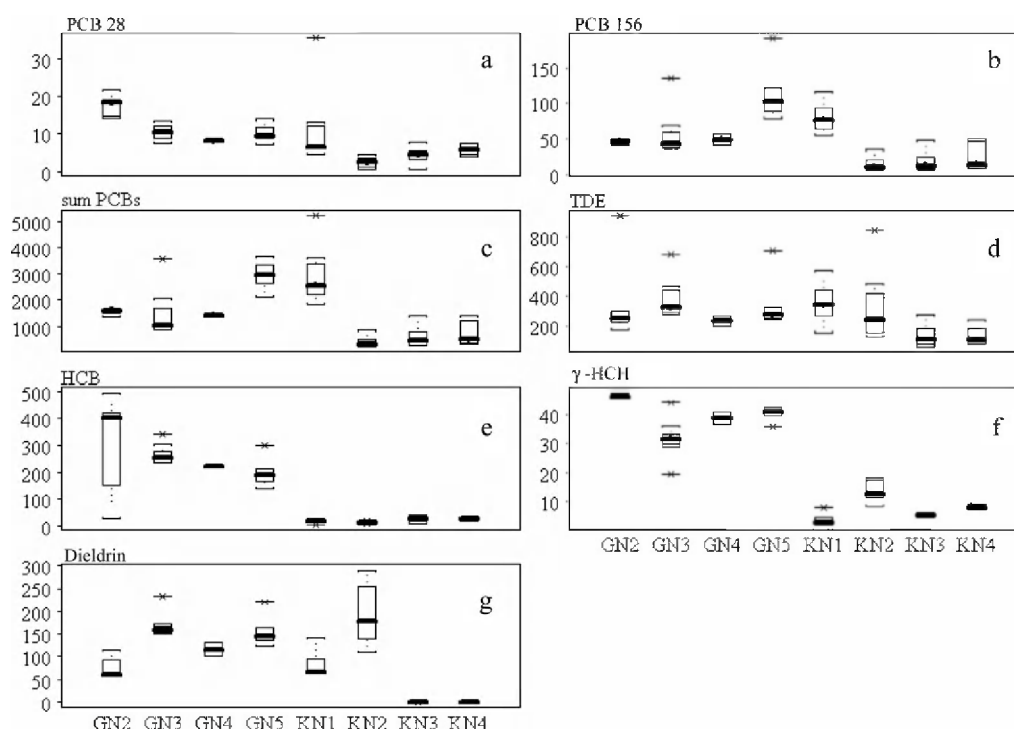 PCB 28
a
30
20
10
0
PCB 156
b
150
100
50
0
sum PCBs
c
5000
4000
3000
2000
1000
TDE
d
800
600
400
200
HCB
e
500
400
300
200
100
0
γ -HCH
f
40
30
20
10
GN2 GN3 GN4 GN5 KN1 KN2 KN3 KN4
Dieldrin
g
300
250
200
150
100
50
0
GN2 GN3 GN4 GN5 KN1 KN2 KN3 KN4